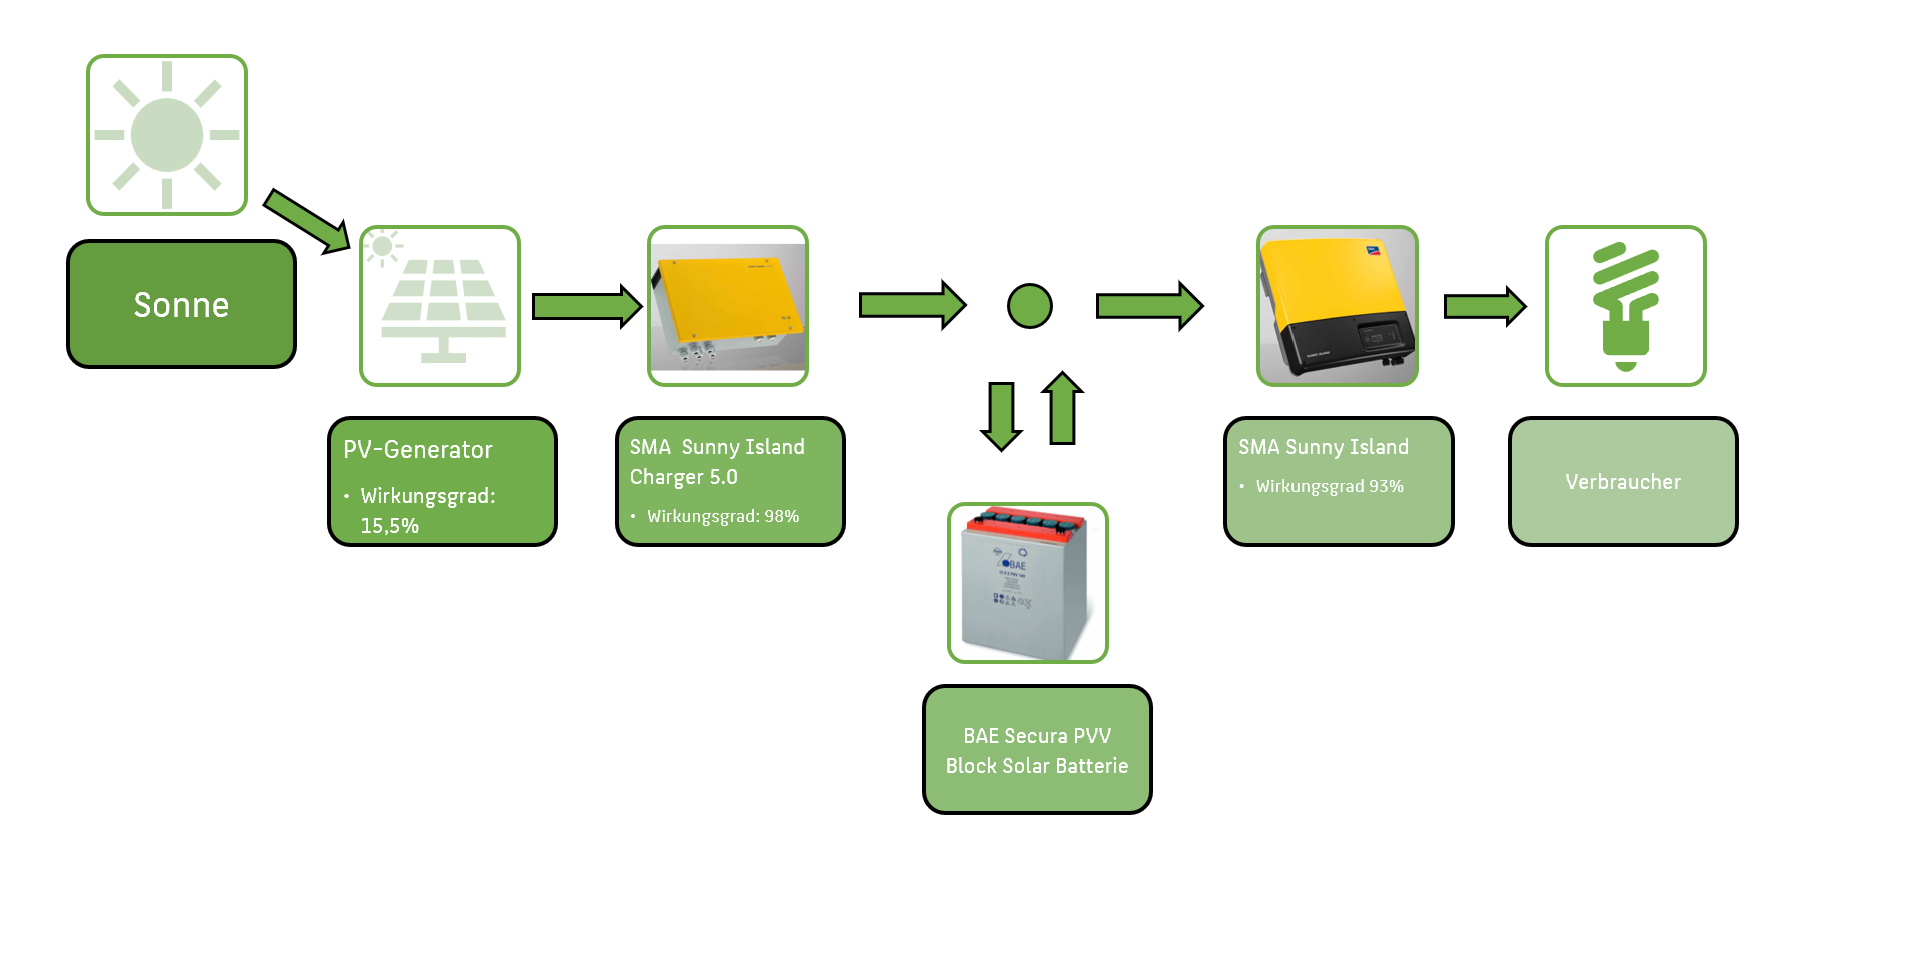 Sonne
PV-Generator
• Wirkungsgrad:
15,5%
SMA Sunny Island
Charger 5.0
• Wirkungsgrad: 98%
BAE
BAE Secura PVV
Block Solar Batterie
SMA Sunny Island
• Wirkungsgrad 93%
Verbraucher